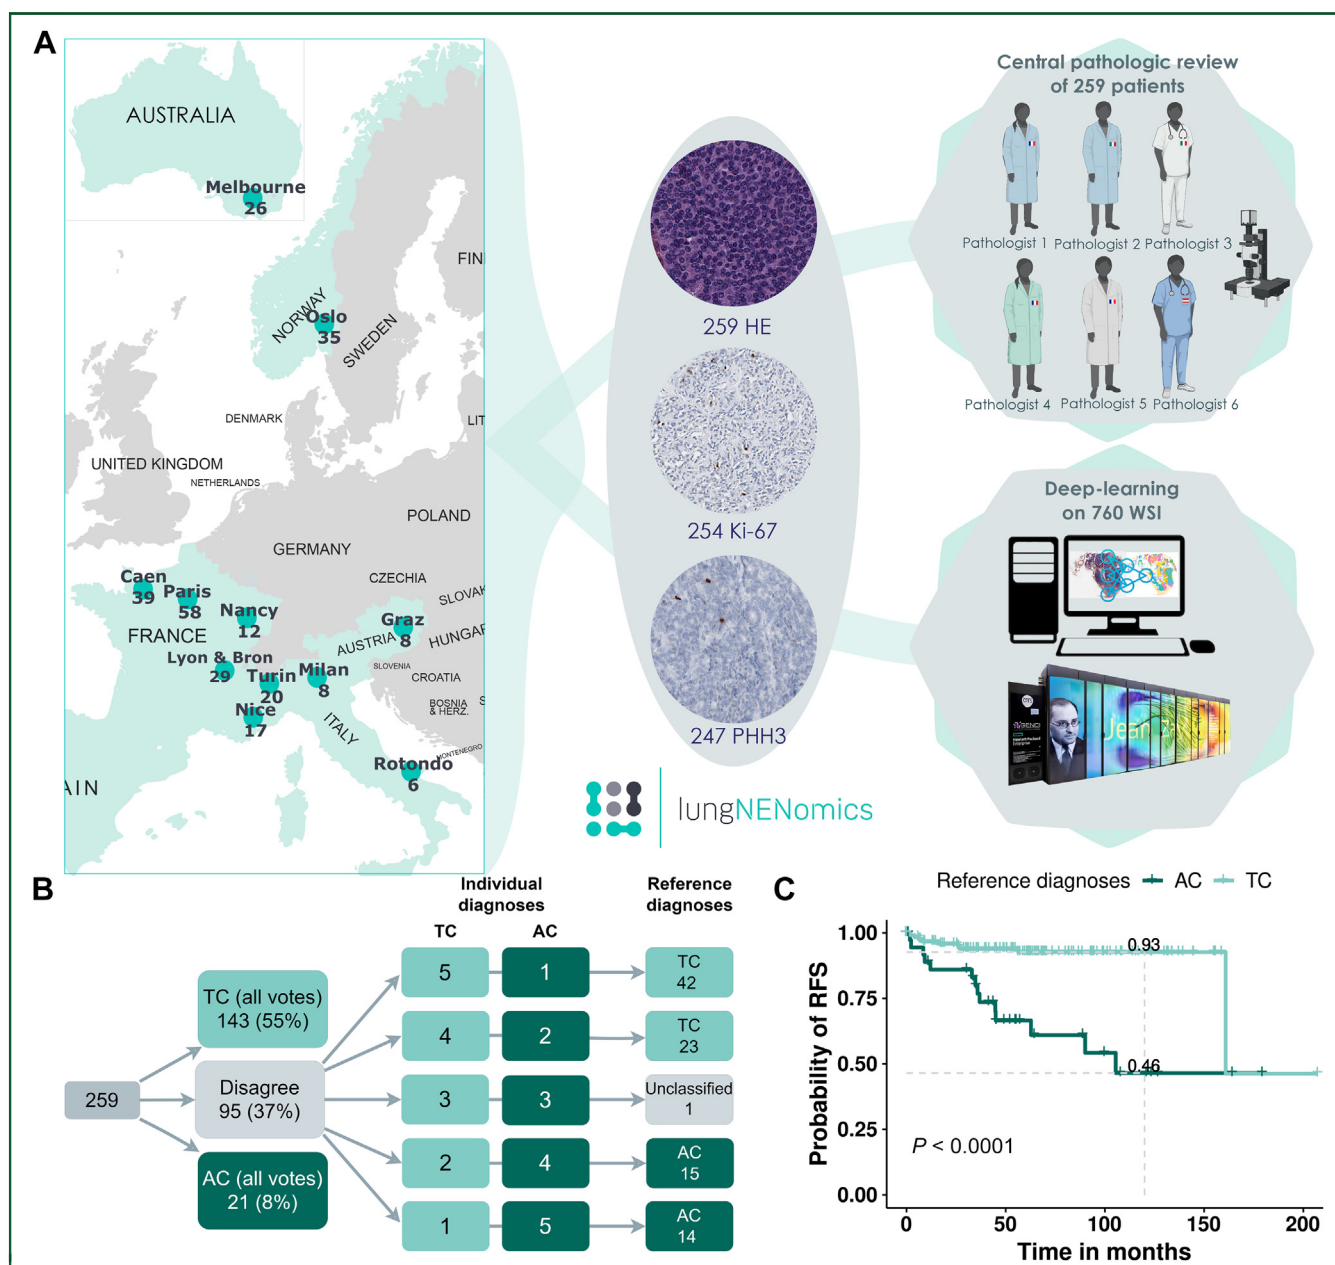 A
AUSTRALIA
Melbourne
26
FIN
NORWAY
Oslo
35
SWEDEN
DENMARK
LIT
UNITED KINGDOM
NETHERLANDS
POLAND
GERMANY
CZECHIA
SLOVAK
Caen
39
Paris
58
Nancy
12
Graz
8
HUNGAR
FRANCE
AUSTRIA
Lyon & Bron
29
Turin
20
Milan
8
SLOVENIA
CROATIA
BOSNIA
& HERZ.
S
Nice
17
ITALY
MONTENEGRO
Rotondo
6
AIN
259 HE
254 Ki-67
247 PHH3
lungNENomics
Central pathologic review
of 259 patients
Pathologist 1 Pathologist 2 Pathologist 3
Pathologist 4 Pathologist 5 Pathologist 6
Deep-learning
on 760 WSI
GENCI
Jean Z
B
Individual
diagnoses
Reference
diagnoses
TC AC
259
TC (all votes)
143 (55%)
Disagree
95 (37%)
AC (all votes)
21 (8%)
5 1 TC
42
4 2 TC
23
3 3 Unclassified
1
2 4 AC
15
1 5 AC
14
C
Reference diagnoses AC TC
Probability of RFS
1.00
0.75
0.50
0.25
0.00
0.93
0.46
P < 0.0001
0 50 100 150 200
Time in months